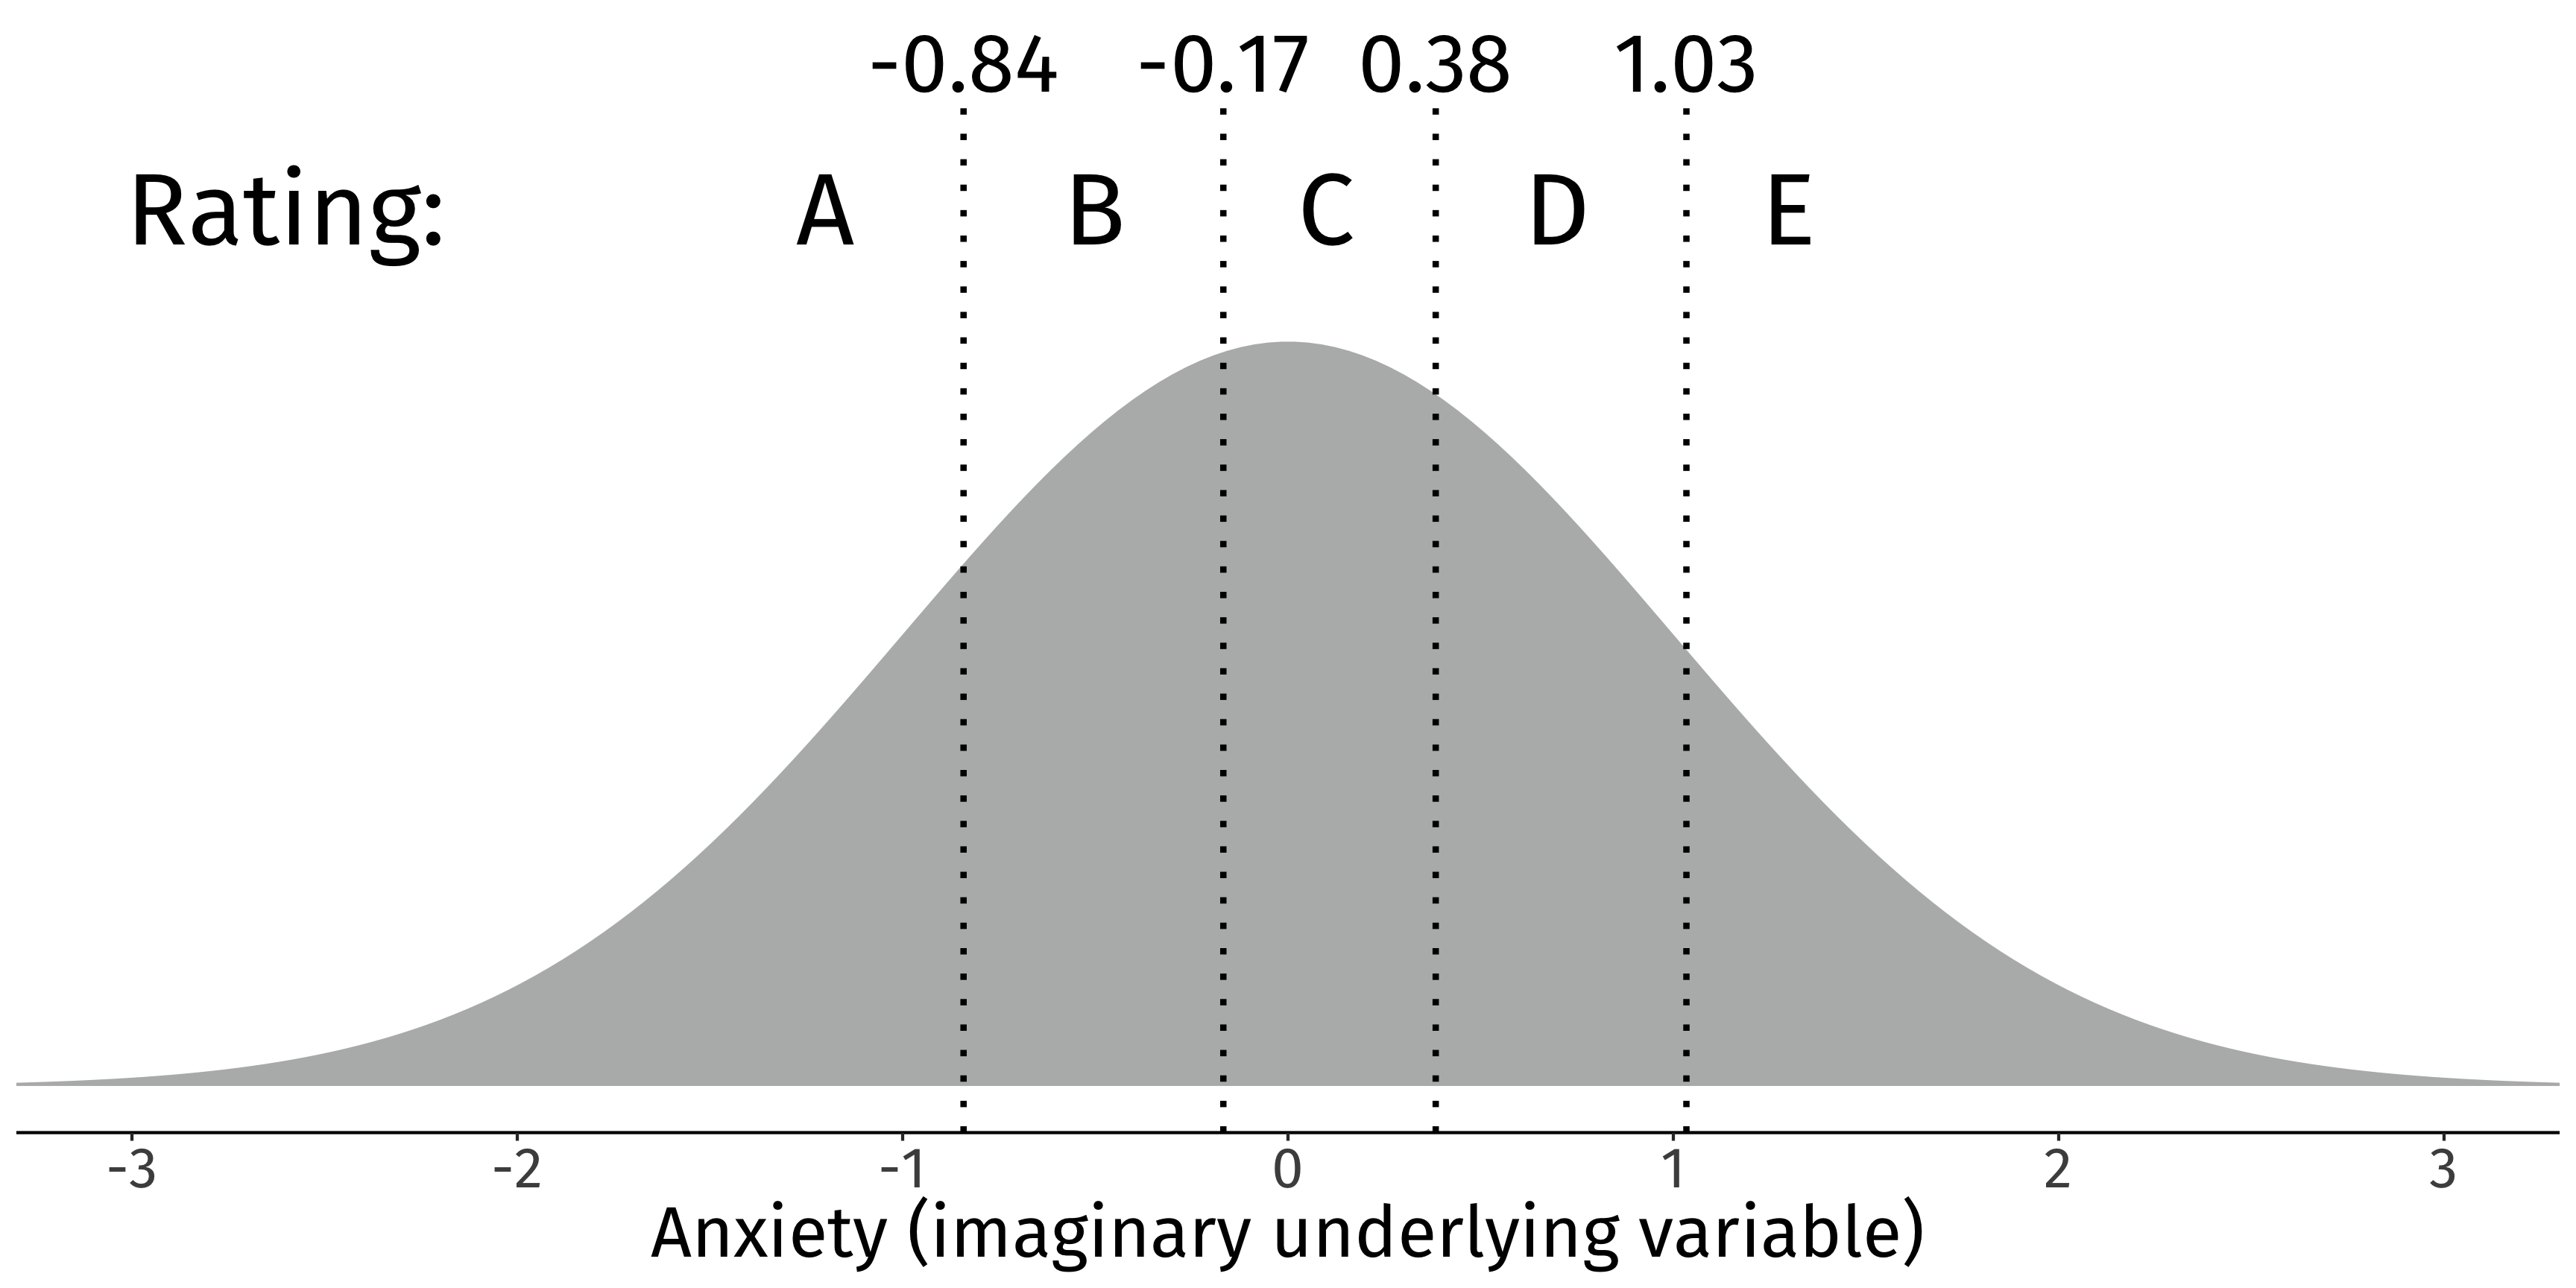 -0.84 -0.17 0.38 1.03
Rating: A B C D E
-3 -2 -1 0 1 2 3
Anxiety (imaginary underlying variable)